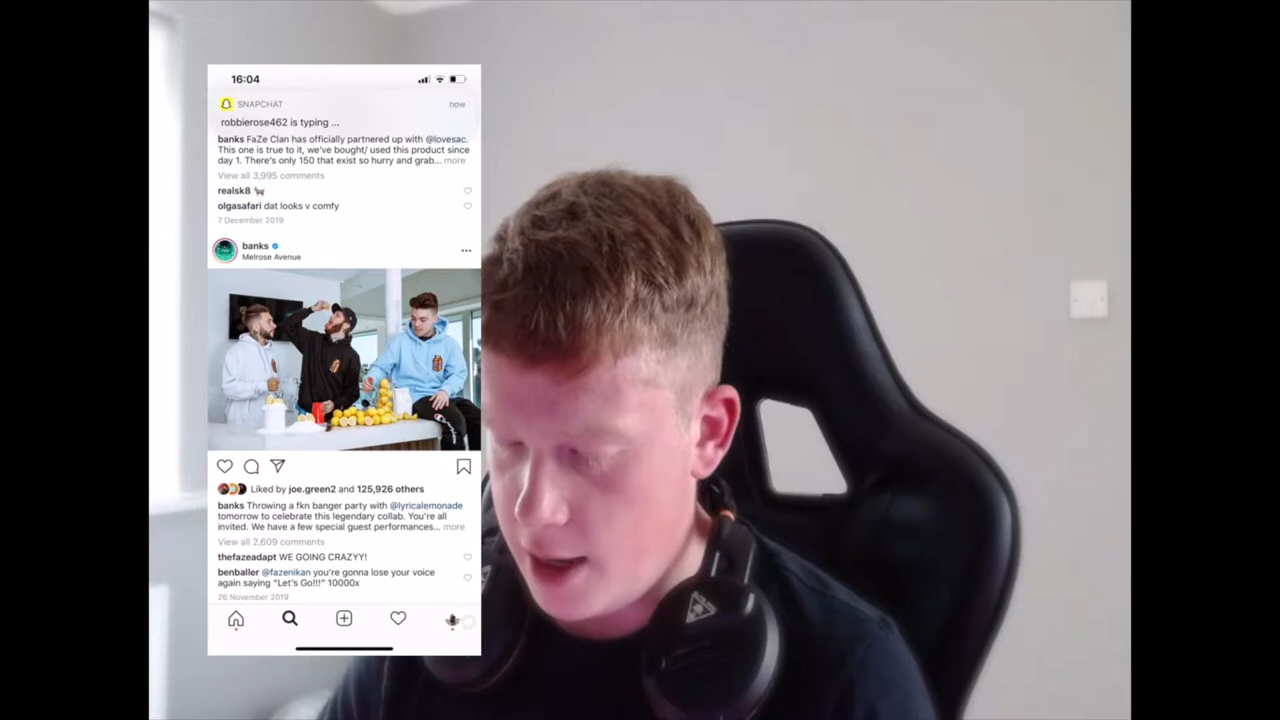 16:04
SNAPCHAT
now
robbierose462 is typing ...
banks FaZe Clan has officially partnered up with @lovesac.
This one is true to it, we've bought/ used this product since
day 1. There's only 150 that exist so hurry and grab... more
View all 3,995 comments
realsk8 🐐
olgasafari dat looks v comfy
7 December 2019
banks
Melrose Avenue
Liked by joe.green2 and 125,926 others
banks Throwing a fkn banger party with @lyricalemonade
tomorrow to celebrate this legendary collab. You're all
invited. We have a few special guest performances... more
View all 2,609 comments
thefazeadapt WE GOING CRAZYY!
benballer @fazenikan you're gonna lose your voice
again saying "Let's Go!!!" 10000x
26 November 2019